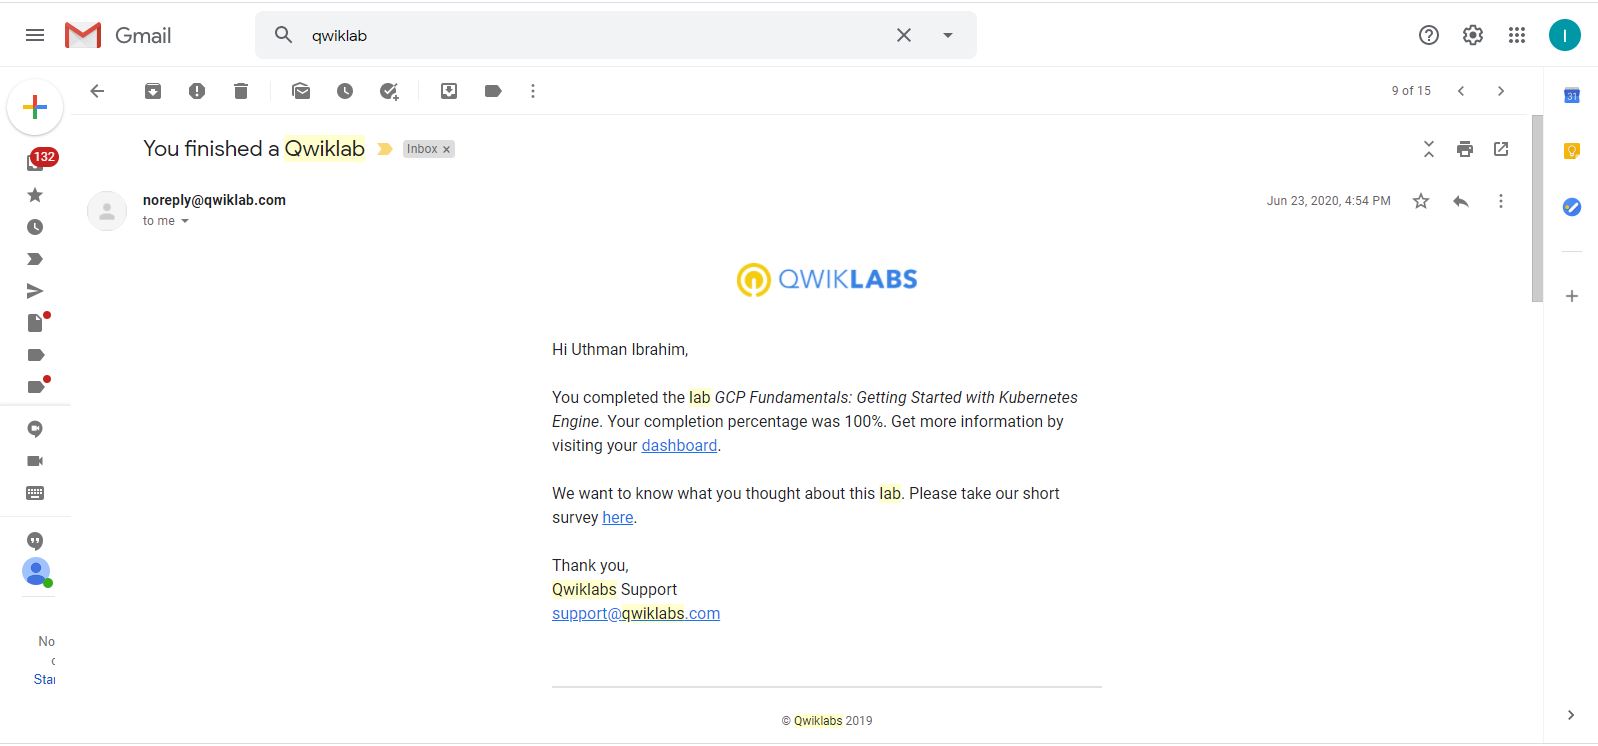 Gmail
qwiklab
9 of 15
132
You finished a Qwiklab
Inbox x
noreply@qwiklab.com
Jun 23, 2020, 4:54 PM
to me
QWIKLABS
Hi Uthman Ibrahim,
You completed the lab GCP Fundamentals: Getting Started with Kubernetes
Engine. Your completion percentage was 100%. Get more information by
visiting your dashboard.
We want to know what you thought about this lab. Please take our short
survey here.
Thank you,
Qwiklabs Support
support@qwiklabs.com
© Qwiklabs 2019
I
31
No
Star